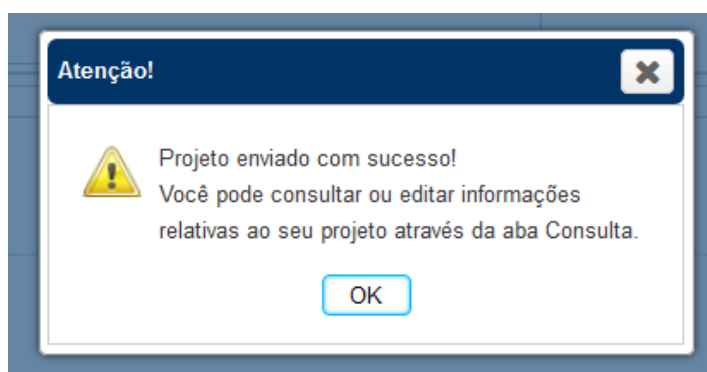 Atenção!
Projeto enviado com sucesso!
Você pode consultar ou editar informações
relativas ao seu projeto através da aba Consulta.
OK